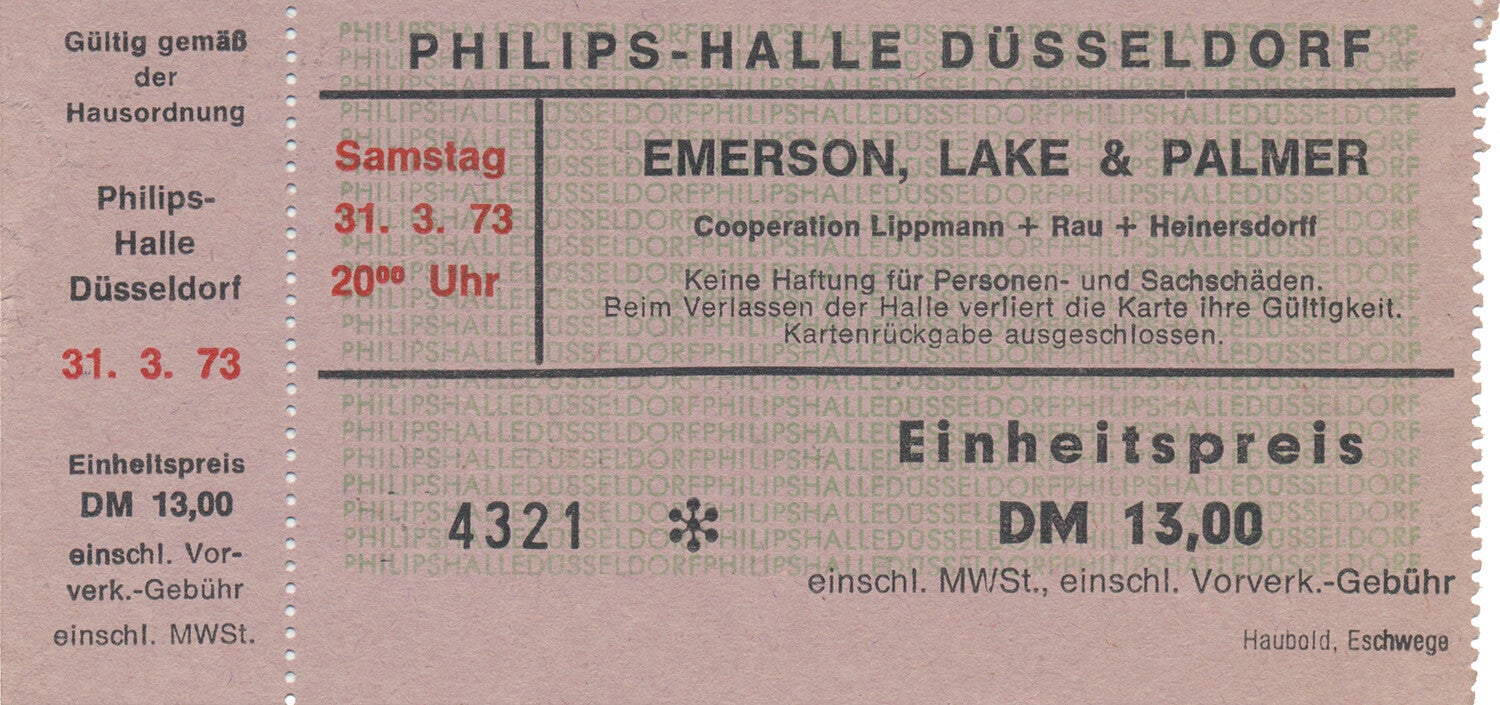 Gültig gemäß
der
Hausordnung
Philips-
Halle
Düsseldorf
31. 3. 73
Einheitspreis
DM 13,00
einschl. Vor-
verk.-Gebühr
einschl. MWSt.
PHILIPS-HALLE DÜSSELDORF
Samstag
31. 3. 73
20⁰⁰ Uhr
EMERSON, LAKE & PALMER
Cooperation Lippmann + Rau + Heinersdorff
Keine Haftung für Personen- und Sachschäden.
Beim Verlassen der Halle verliert die Karte ihre Gültigkeit.
Kartenrückgabe ausgeschlossen.
Einheitspreis
4321
DM 13,00
einschl. MWSt., einschl. Vorverk.-Gebühr
Haubold, Eschwege
PHILIPSHALLEDÜSSELDORFPHILIPSHALLEDÜSSELDORF